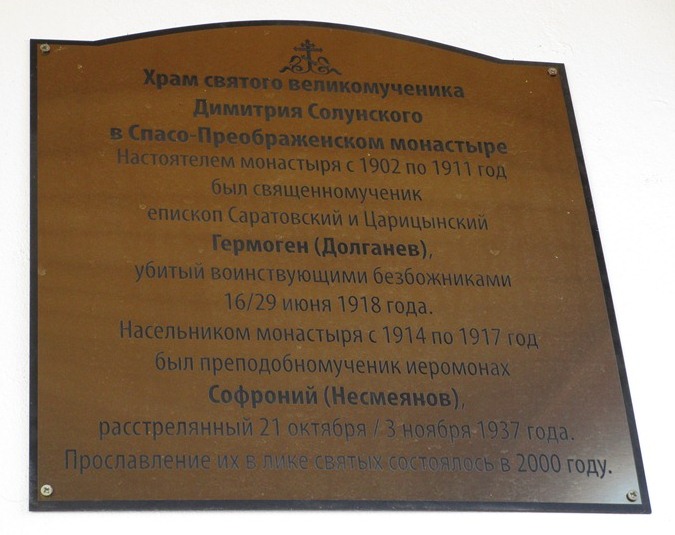 Храм святого великомученика
Димитрия Солунского
в Спасо-Преображенском монастыре
Настоятелем монастыря с 1902 по 1911 год
был священномученик
епископ Саратовский и Царицынский
Гермоген (Долганев),
убитый воинствующими безбожниками
16/29 июня 1918 года.
Насельником монастыря с 1914 по 1917 год
был преподобномученик иеромонах
Софроний (Несмеянов),
расстрелянный 21 октября / 3 ноября 1937 года.
Прославление их в лике святых состоялось в 2000 году.